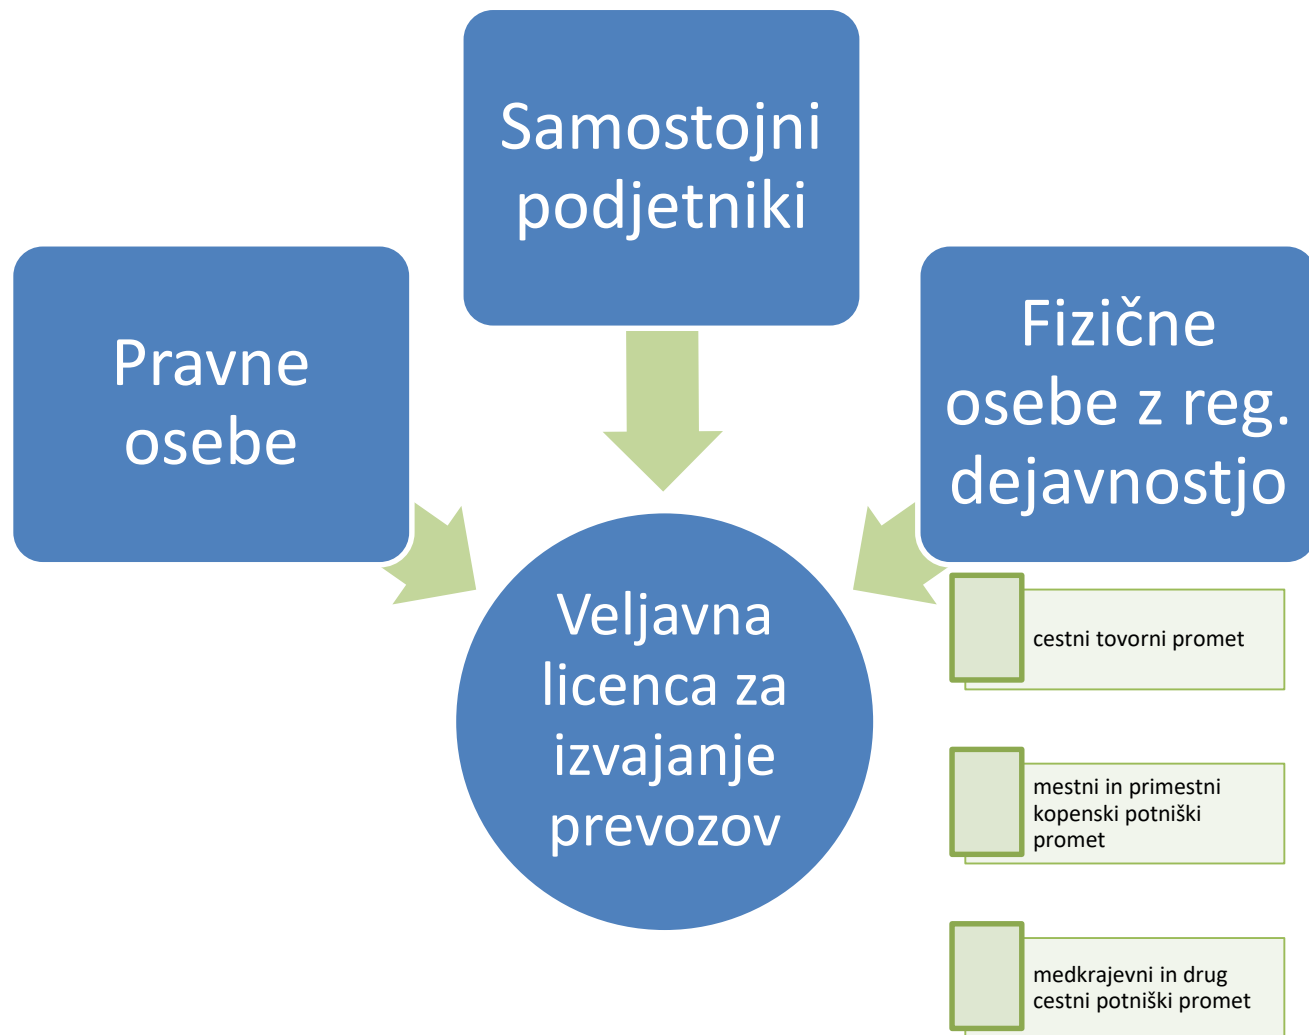 Samostojni
podjetniki
Pravne
osebe
Fizične
osebe z reg.
dejavnostjo
Veljavna
licenca za
izvajanje
prevozov
cestni tovorni promet
mestni in primestni
kopenski potniški
promet
medkrajevni in drug
cestni potniški promet